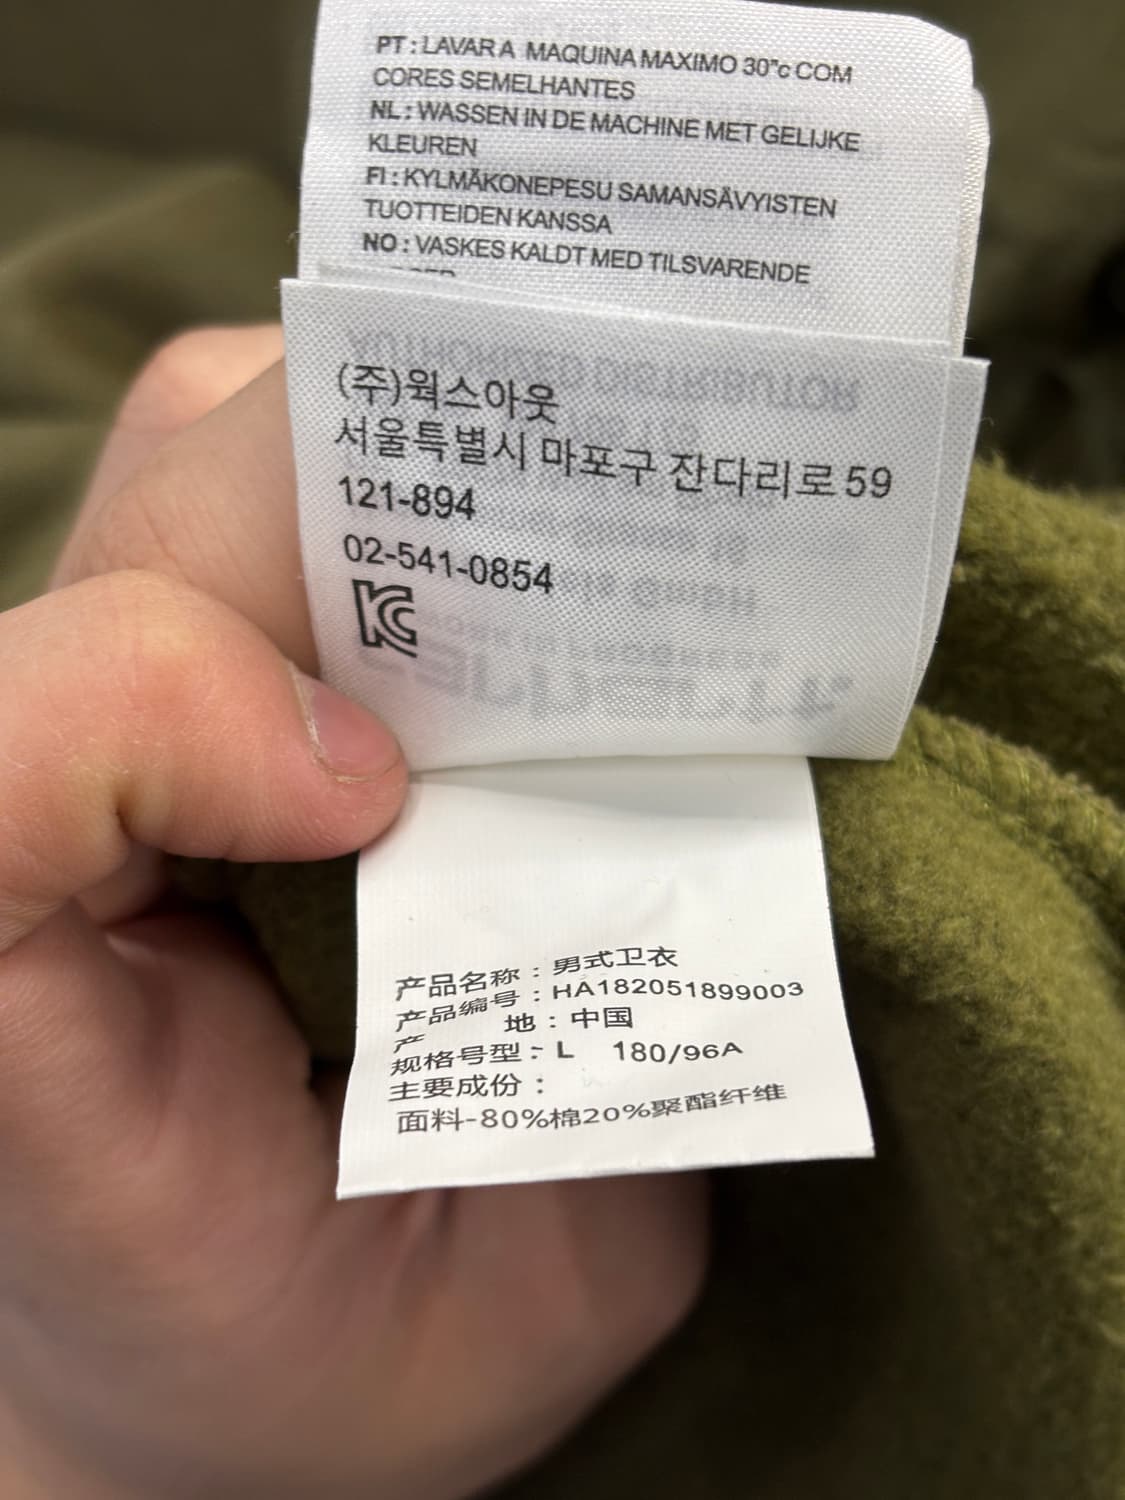 PT : LAVAR A MAQUINA MAXIMO 30°c COM
CORES SEMELHANTES
NL : WASSEN IN DE MACHINE MET GELIJKE
KLEUREN
FI : KYLMÄKONEPESU SAMANSÄVYISTEN
TUOTTEIDEN KANSSA
NO : VASKES KALDT MED TILSVARENDE
(주)웍스아웃
서울특별시 마포구 잔다리로 59
121-894
02-541-0854
KC
产品名称：男式卫衣
产品编号：HA182051899003
产 地：中国
规格号型：L 180/96A
主要成份：
面料-80%棉20%聚酯纤维